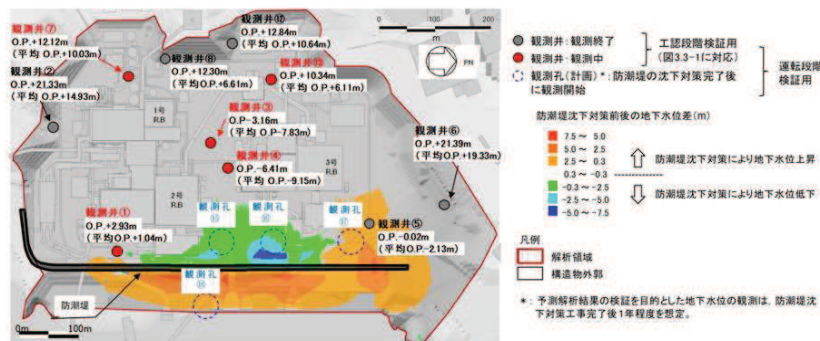 観測井⑦
O.P.+12.12m
(平均 O.P.+10.03m)
観測井②
O.P.+21.33m
(平均 O.P.+14.93m)
観測井⑧
O.P.+12.30m
(平均 O.P.+6.61m)
観測井⑫
O.P.+12.84m
(平均 O.P.+10.64m)
O.P.+10.34m
(平均 O.P.+6.11m)
観測井③
O.P.-3.16m
(平均 O.P-7.83m)
観測井④
O.P.-6.41m
(平均 O.P.-9.15m)
観測井⑥
O.P.+21.39m
(平均 O.P.+19.33m)
観測井①
O.P.+2.93m
(平均O.P.+1.04m)
観測井⑤
O.P.-0.02m
(平均O.P.-2.13m)
1号
R.B
2号
R.B
3号
R.B
観測孔
観測孔
観測孔
観測孔
防潮堤
0m 100m
0 100 200
m
PN
観測井:観測終了
観測井:観測中
工認段階検証用
(図3.3-1に対応)
観測孔(計画)*:防潮堤の沈下対策完了後
に観測開始
運転段階
検証用
防潮堤沈下対策前後の地下水位差(m)
7.5~ 5.0
5.0~ 2.5
2.5~ 0.3
0.3~ -0.3
-0.3~ -2.5
-2.5~ -5.0
-5.0~ -7.5
防潮堤沈下対策により地下水位上昇
防潮堤沈下対策により地下水位低下
凡例
解析領域
構造物外郭
*: 予測解析結果の検証を目的とした地下水位の観測は,防潮堤沈
下対策工事完了後1年程度を想定。